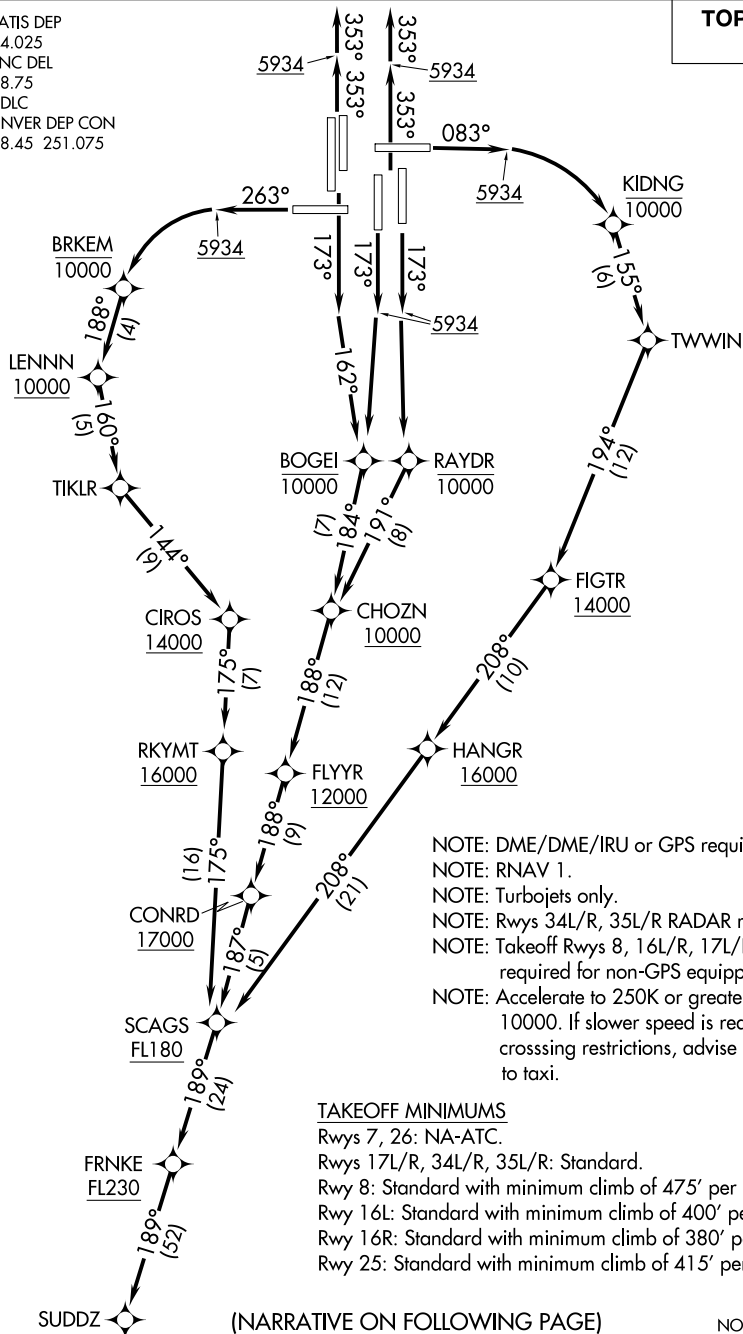 ATIS DEP
4.025
NC DEL
8.75
DLC
NVER DEP CON
8.45 251.075
TOP
353°
353°
5934
353°
5934
353°
083°
5934
KIDNG
10000
263°
5934
BRKEM
10000
173°
173°
173°
5934
155°
(6)
188°
(4)
TWWIN
LENNN
10000
162°
160°
(5)
BOGEI
10000
RAYDR
10000
194°
(12)
TIKLR
184°
(7)
191°
(8)
144°
(9)
FIGTR
14000
CIROS
14000
CHOZN
10000
175°
(7)
188°
(12)
208°
(10)
RKYMT
16000
FLYYR
12000
HANGR
16000
188°
(9)
175°
(16)
208°
(21)
CONRD
17000
187°
(5)
NOTE: DME/DME/IRU or GPS requi
NOTE: RNAV 1.
NOTE: Turbojets only.
NOTE: Rwys 34L/R, 35L/R RADAR
NOTE: Takeoff Rwys 8, 16L/R, 17L/
required for non-GPS equipp
NOTE: Accelerate to 250K or greate
10000. If slower speed is re
crosssing restrictions, advise
to taxi.
SCAGS
FL180
189°
(24)
TAKEOFF MINIMUMS
Rwys 7, 26: NA-ATC.
Rwys 17L/R, 34L/R, 35L/R: Standard.
Rwy 8: Standard with minimum climb of 475' per
Rwy 16L: Standard with minimum climb of 400' pe
Rwy 16R: Standard with minimum climb of 380' p
Rwy 25: Standard with minimum climb of 415' per
FRNKE
FL230
189°
(52)
SUDDZ
(NARRATIVE ON FOLLOWING PAGE)
NO